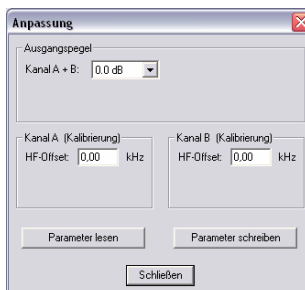 Anpassung
Ausgangspegel
Kanal A + B: 0.0 dB
Kanal A (Kalibrierung)
HF-Offset: 0,00 kHz
Kanal B (Kalibrierung)
HF-Offset: 0,00 kHz
Parameter lesen
Parameter schreiben
Schließen